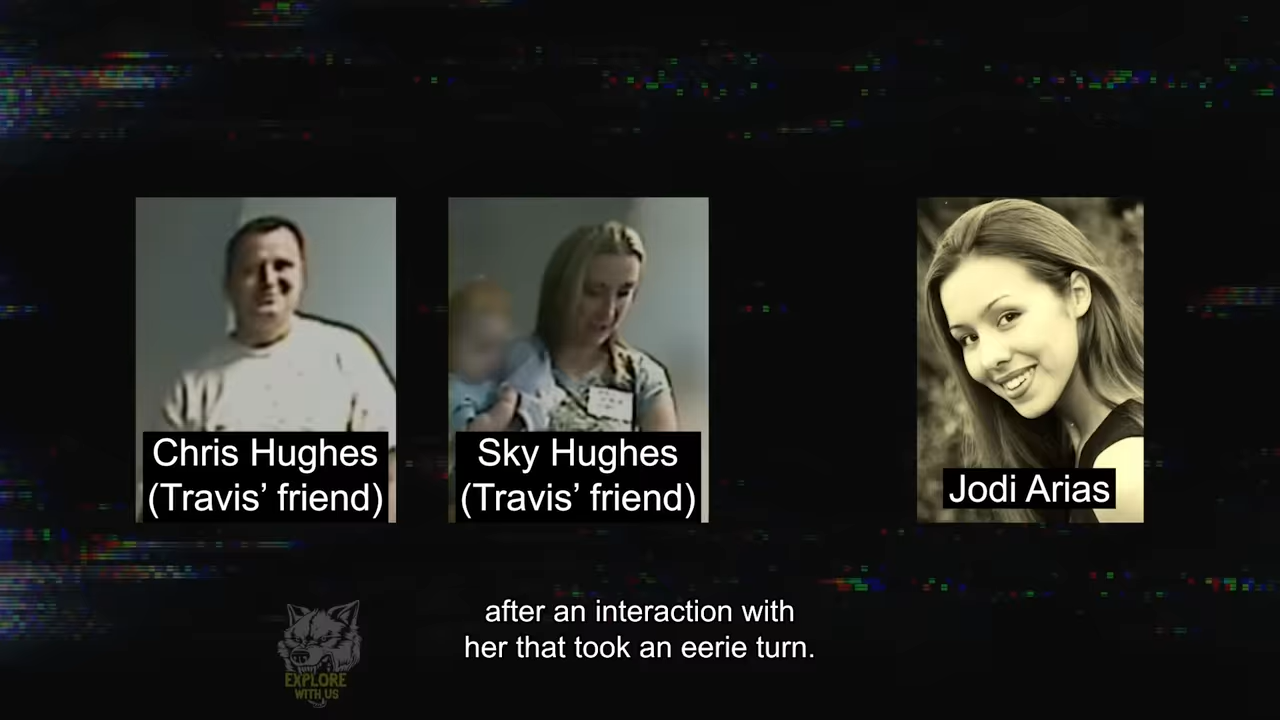 Chris Hughes
(Travis’ friend)
Sky Hughes
(Travis’ friend)
Jodi Arias
after an interaction with
her that took an eerie turn.
EXPLORE
WITH US